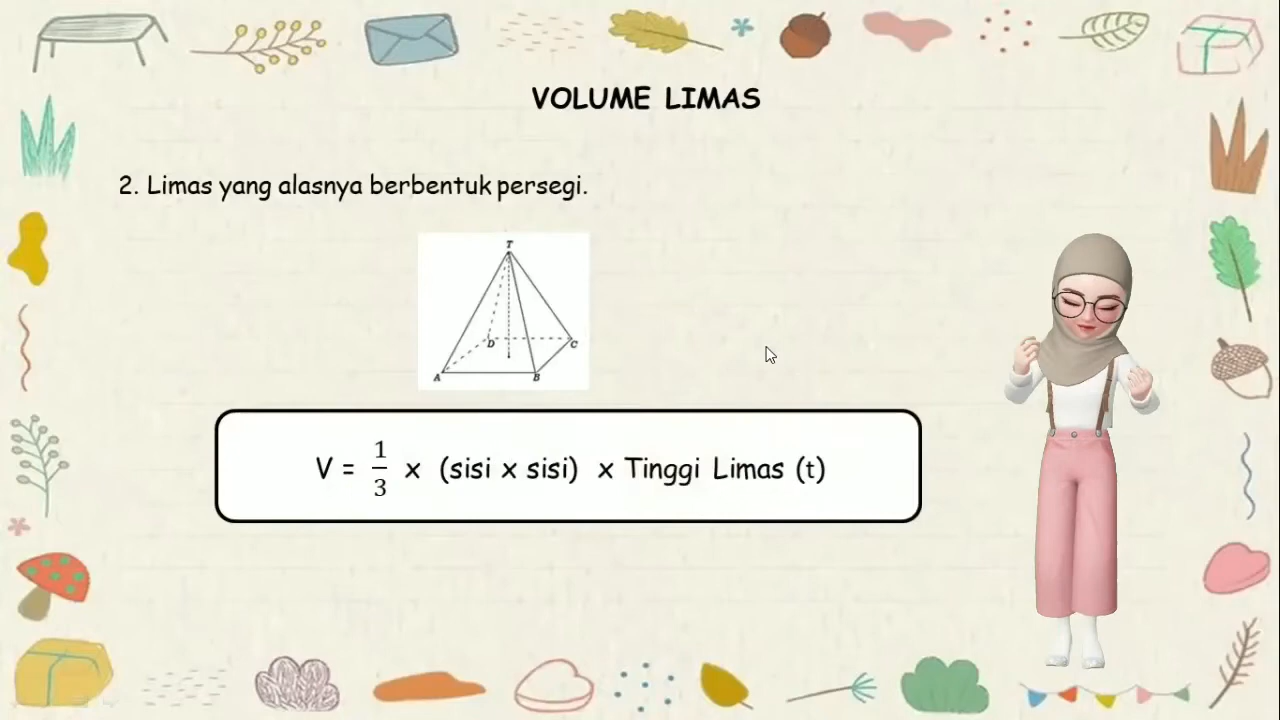 VOLUME LIMAS
2. Limas yang alasnya berbentuk persegi.
T
D
C
A
B
V = 1/3 x (sisi x sisi) x Tinggi Limas (t)